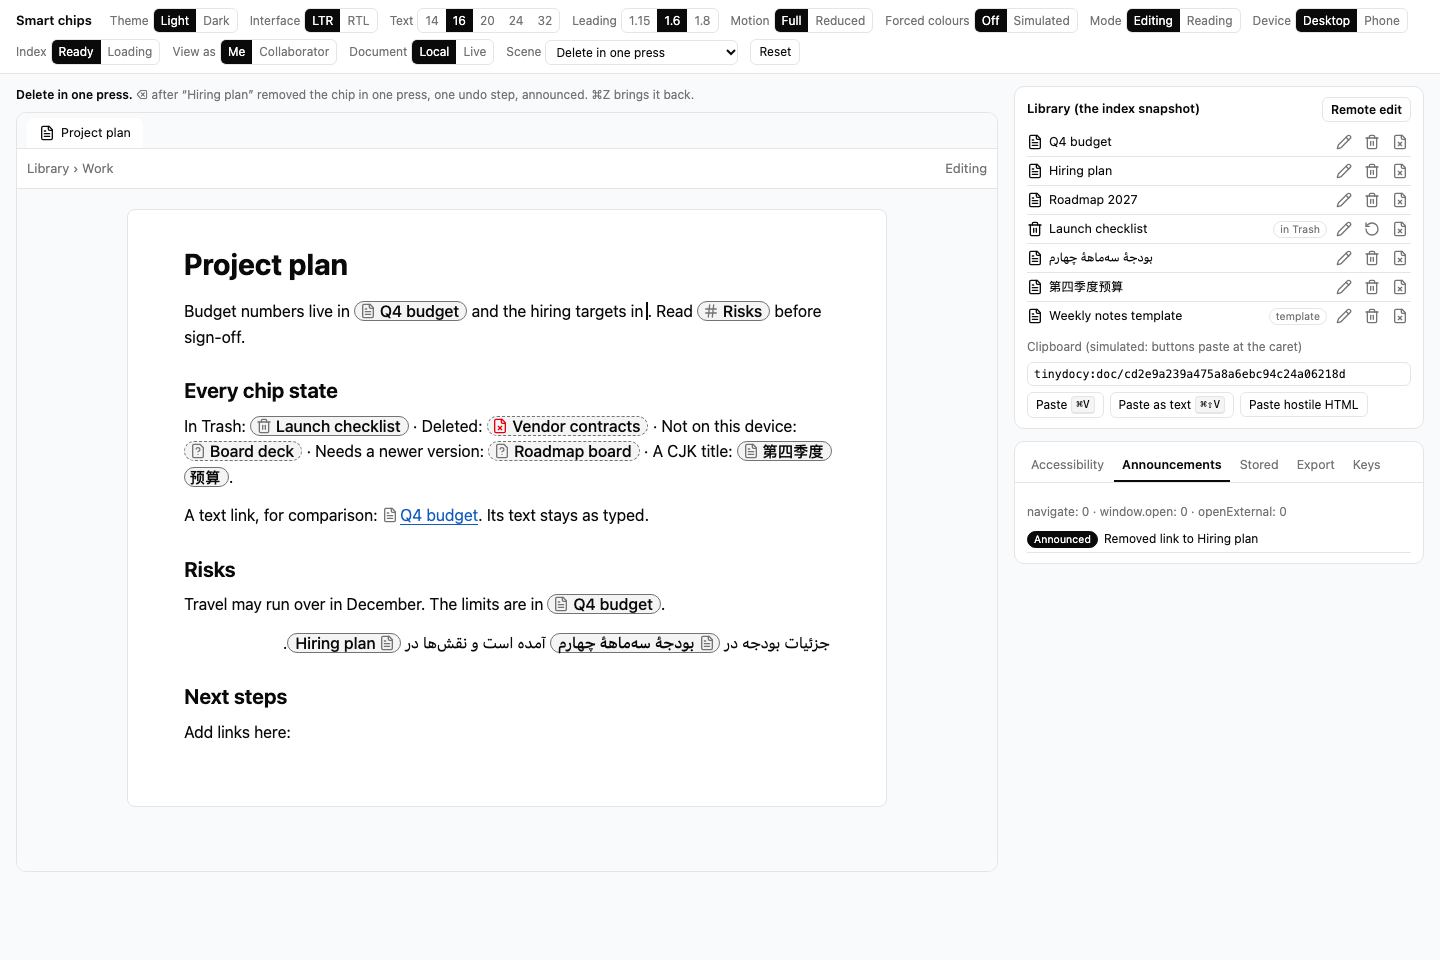 Smart chips Theme Light Dark Interface LTR RTL Text 14 16 20 24 32 Leading 1.15 1.6 1.8 Motion Full Reduced Forced colours Off Simulated Mode Editing Reading Device Desktop Phone
Index Ready Loading View as Me Collaborator Document Local Live Scene Delete in one press Reset
Delete in one press. ⌫ after “Hiring plan” removed the chip in one press, one undo step, announced. ⌘Z brings it back.
Project plan
Library › Work Editing
Project plan
Budget numbers live in Q4 budget and the hiring targets in. Read # Risks before
sign-off.
Every chip state
In Trash: Launch checklist · Deleted: Vendor contracts · Not on this device:
Board deck · Needs a newer version: Roadmap board · A CJK title: 第四季度
预算.
A text link, for comparison: Q4 budget. Its text stays as typed.
Risks
Travel may run over in December. The limits are in Q4 budget.
جزئیات بودجه در بودجهٔ سه‌ماههٔ چهارم آمده است و نقش‌ها در Hiring plan.
Next steps
Add links here:
Library (the index snapshot) Remote edit
Q4 budget
Hiring plan
Roadmap 2027
Launch checklist in Trash
بودجهٔ سه‌ماههٔ چهارم
第四季度预算
Weekly notes template template
Clipboard (simulated: buttons paste at the caret)
tinydocy:doc/cd2e9a239a475a8a6ebc94c24a06218d
Paste ⌘V Paste as text ⌘⇧V Paste hostile HTML
Accessibility Announcements Stored Export Keys
navigate: 0 · window.open: 0 · openExternal: 0
Announced Removed link to Hiring plan